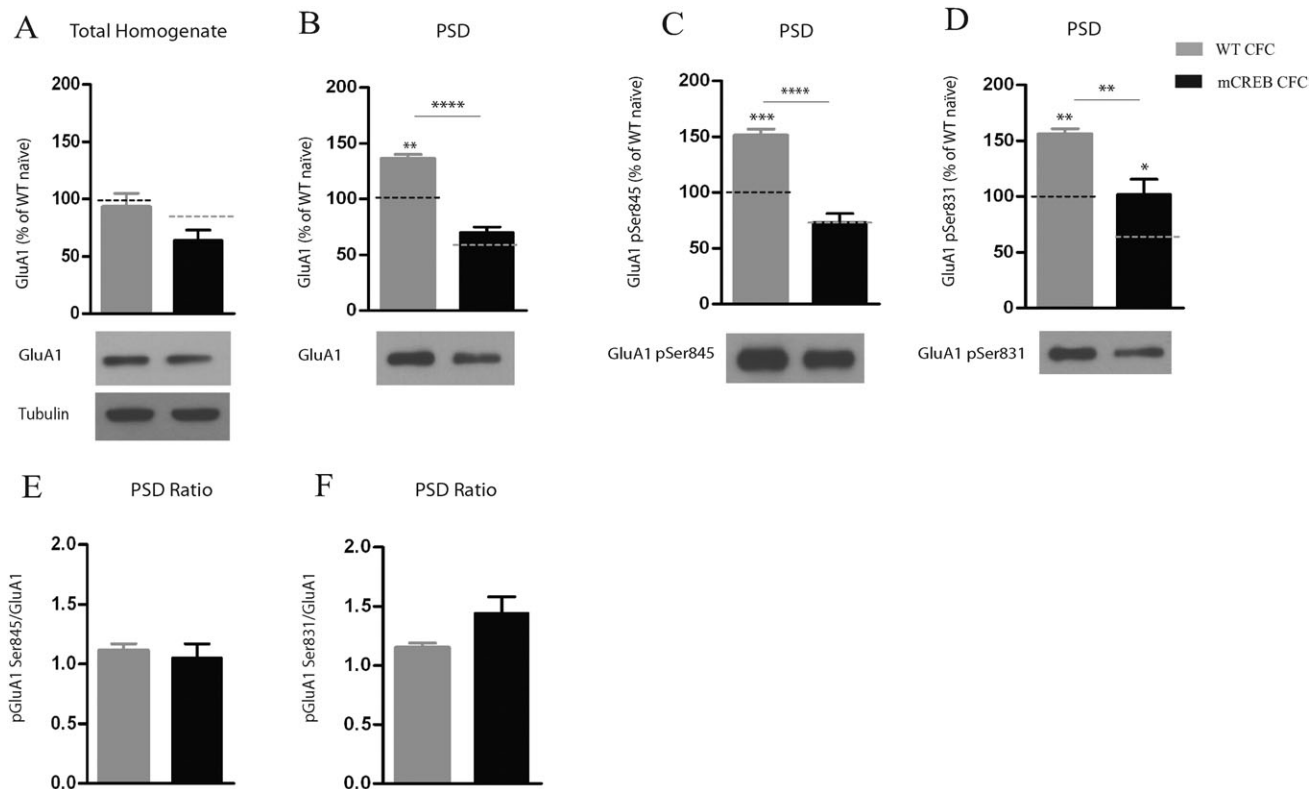 A
Total Homogenate
GluA1 (% of WT naïve)
200
150
100
50
0
GluA1
Tubulin
B
PSD
GluA1 (% of WT naïve)
200
150
100
50
0
****
**
GluA1
C
PSD
GluA1 pSer845 (% of WT naïve)
200
150
100
50
0
****
***
GluA1 pSer845
D
PSD
GluA1 pSer831 (% of WT naïve)
200
150
100
50
0
**
**
*
GluA1 pSer831
WT CFC
mCREB CFC
E
PSD Ratio
pGluA1 Ser845/GluA1
2.0
1.5
1.0
0.5
0.0
F
PSD Ratio
pGluA1 Ser831/GluA1
2.0
1.5
1.0
0.5
0.0